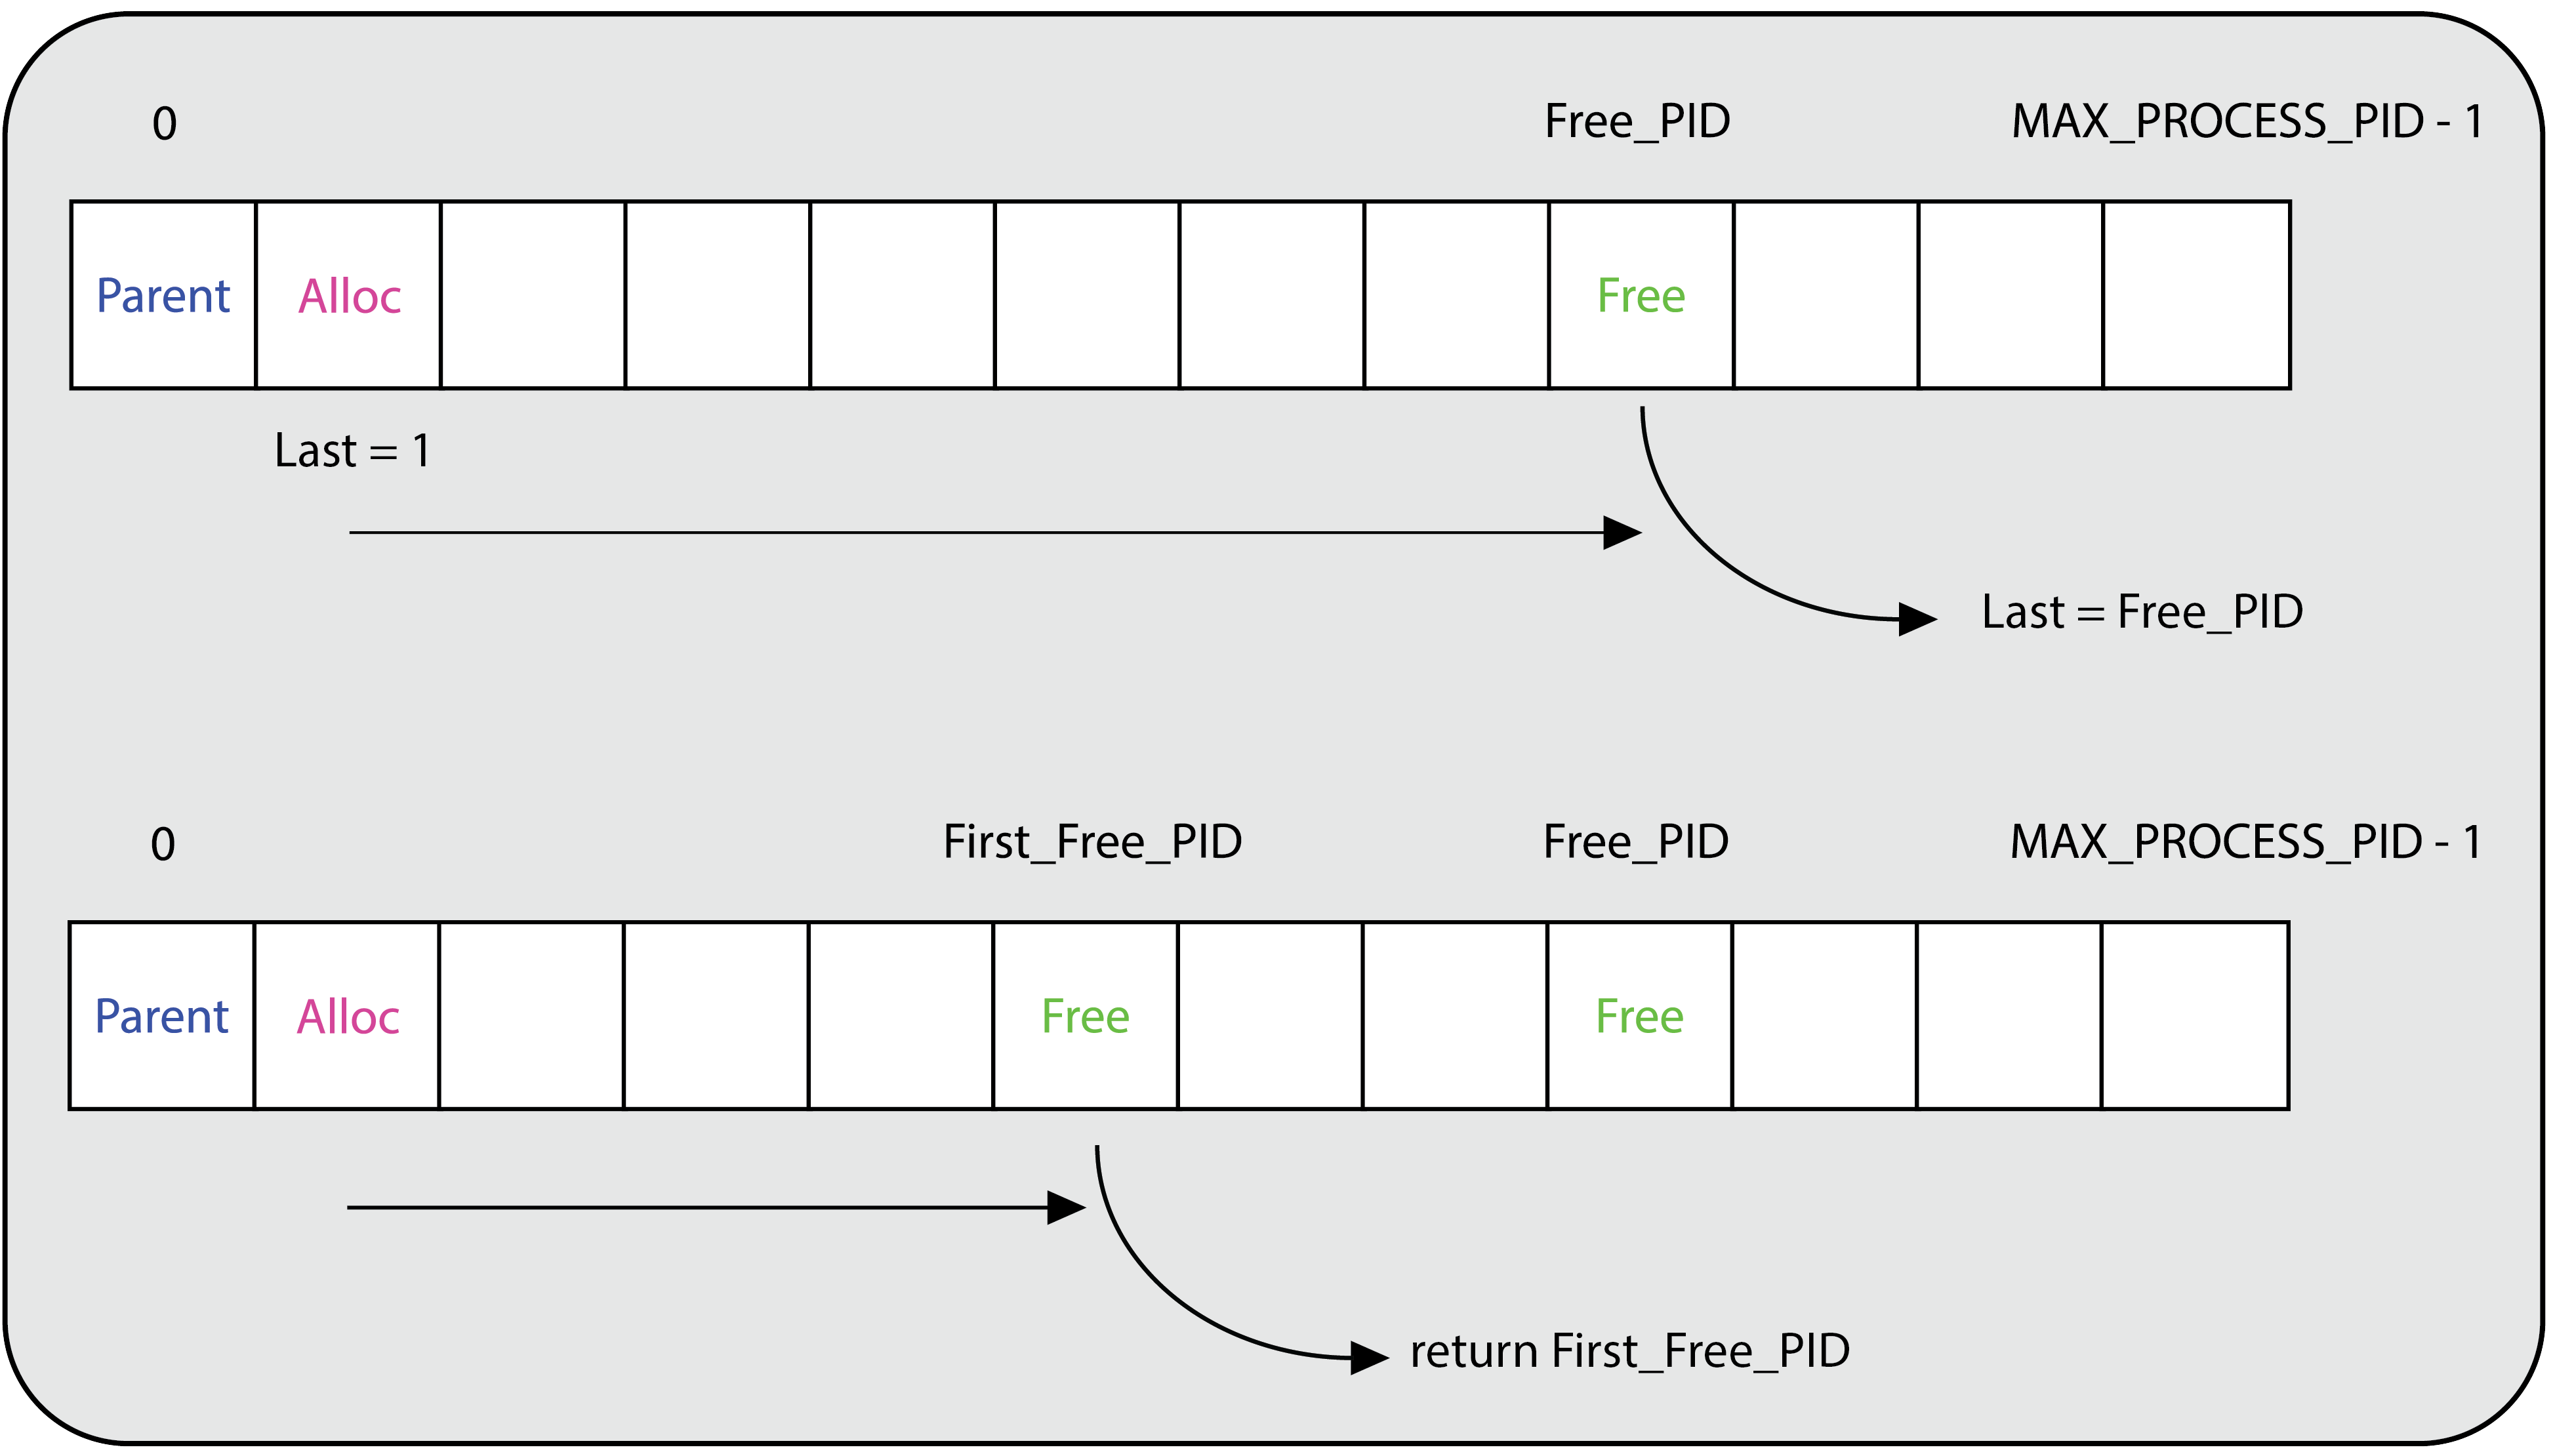 0 Free_PID MAX_PROCESS_PID - 1
Parent Alloc Free
Last = 1
Last = Free_PID
0 First_Free_PID Free_PID MAX_PROCESS_PID - 1
Parent Alloc Free Free
return First_Free_PID